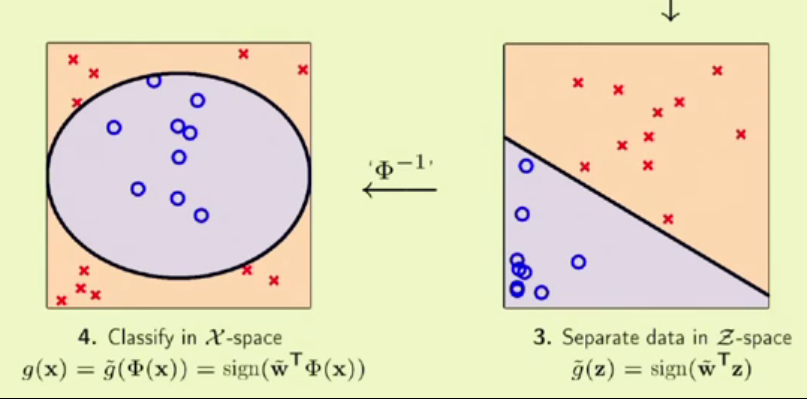 'Φ⁻¹'
4. Classify in 𝒳-space
g(x) = g̃(Φ(x)) = sign(w̃ᵀΦ(x))
3. Separate data in 𝒵-space
g̃(z) = sign(w̃ᵀz)